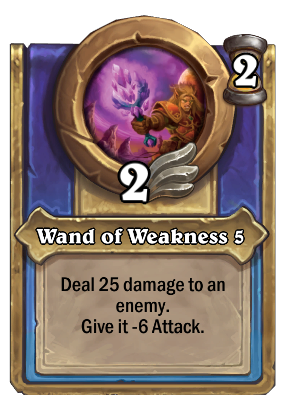 2
2
Wand of Weakness 5
Deal 25 damage to an
enemy.
Give it -6 Attack.